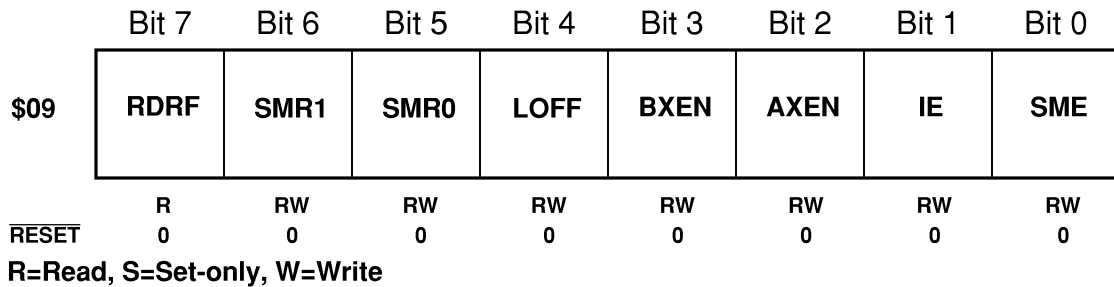 Bit 7 Bit 6 Bit 5 Bit 4 Bit 3 Bit 2 Bit 1 Bit 0
$09 RDRF SMR1 SMR0 LOFF BXEN AXEN IE SME
R RW RW RW RW RW RW RW
RESET 0 0 0 0 0 0 0 0
R=Read, S=Set-only, W=Write